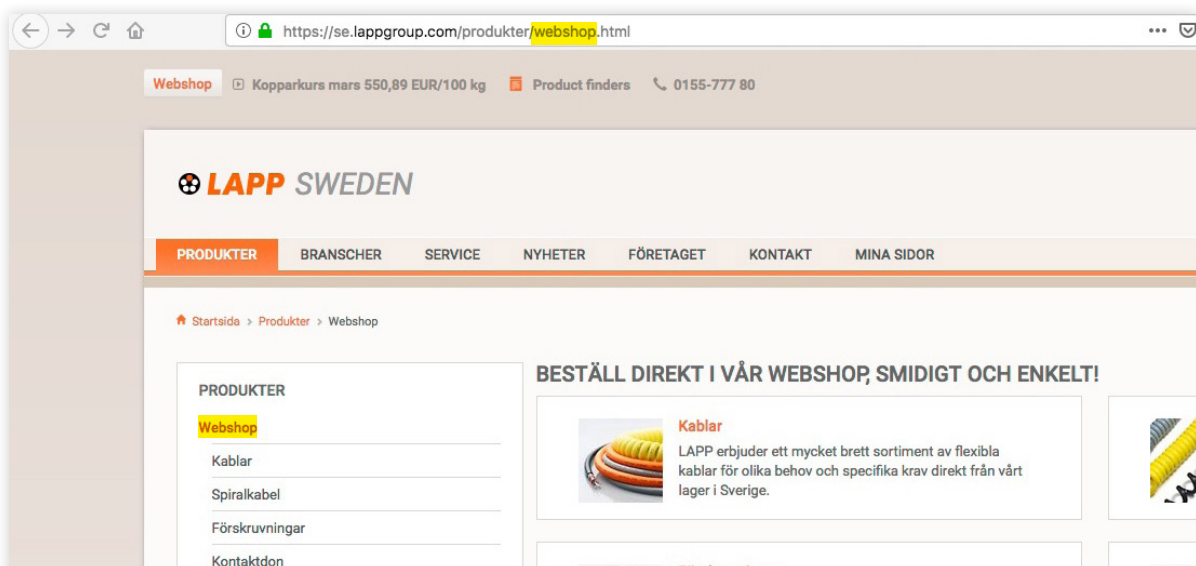 https://se.lappgroup.com/produkter/webshop.html
Webshop Kopparkurs mars 550,89 EUR/100 kg Product finders 0155-777 80
LAPP SWEDEN
PRODUKTER BRANSCHER SERVICE NYHETER FÖRETAGET KONTAKT MINA SIDOR
Startsida > Produkter > Webshop
PRODUKTER
Webshop
Kablar
Spiralkabel
Förskruvningar
Kontaktdon
BESTÄLL DIREKT I VÅR WEBSHOP, SMIDIGT OCH ENKELT!
Kablar
LAPP erbjuder ett mycket brett sortiment av flexibla
kablar för olika behov och specifika krav direkt från vårt
lager i Sverige.